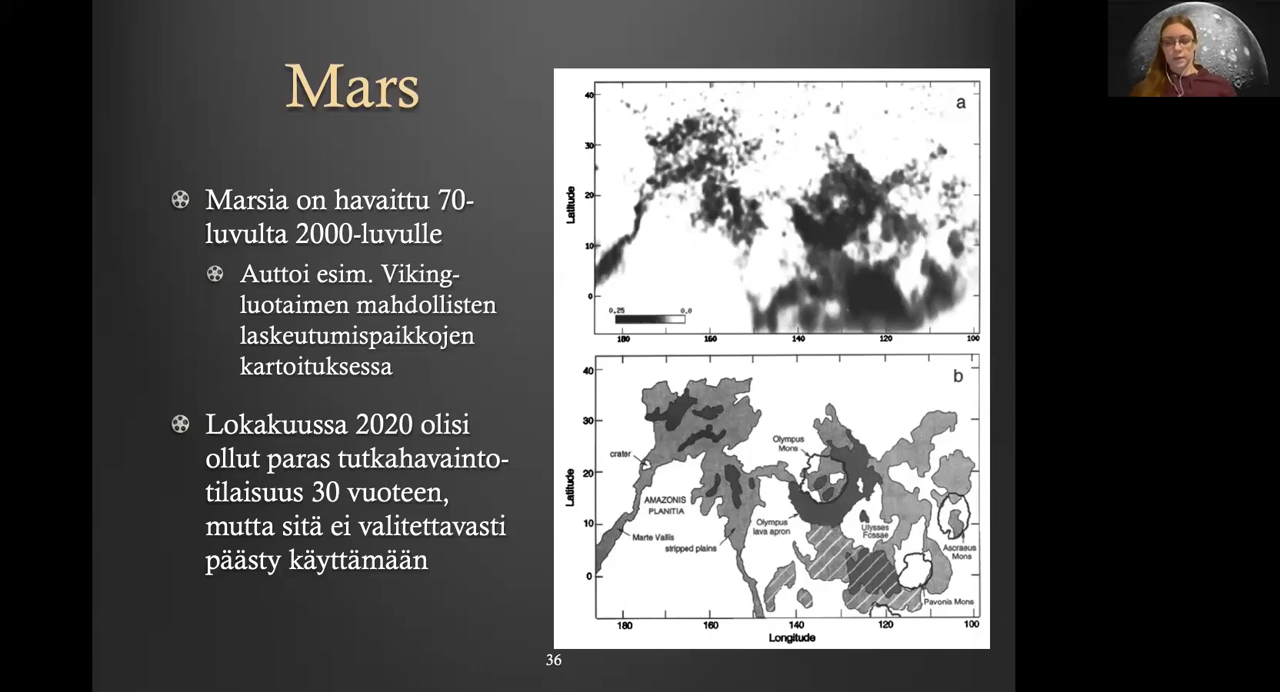 Mars
Marsia on havaittu 70-
luvulta 2000-luvulle
Auttoi esim. Viking-
luotaimen mahdollisten
laskeutumispaikkojen
kartoituksessa
Lokakuussa 2020 olisi
ollut paras tutkahavainto-
tilaisuus 30 vuoteen,
mutta sitä ei valitettavasti
päästy käyttämään
a
40
30
20
10
0
Latitude
0.25 0.0
180 160 140 120 100
b
40
30
20
10
0
Latitude
Olympus
Mons
crater
AMAZONIS
PLANITIA
Olympus
lava apron
Ulysses
Fossae
Marte Vallis
stripped plains
Ascraeus
Mons
Pavonis Mons
180 160 140 120 100
Longitude
36